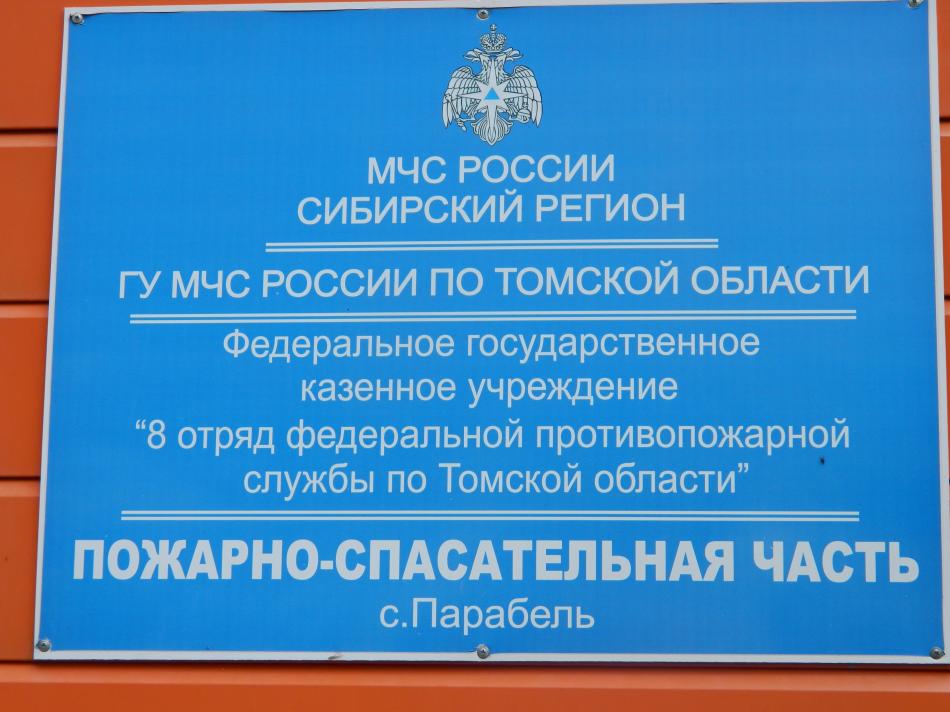 МЧС РОССИИ
СИБИРСКИЙ РЕГИОН
ГУ МЧС РОССИИ ПО ТОМСКОЙ ОБЛАСТИ
Федеральное государственное
казенное учреждение
“8 отряд федеральной противопожарной
службы по Томской области”
ПОЖАРНО-СПАСАТЕЛЬНАЯ ЧАСТЬ
с.Парабель